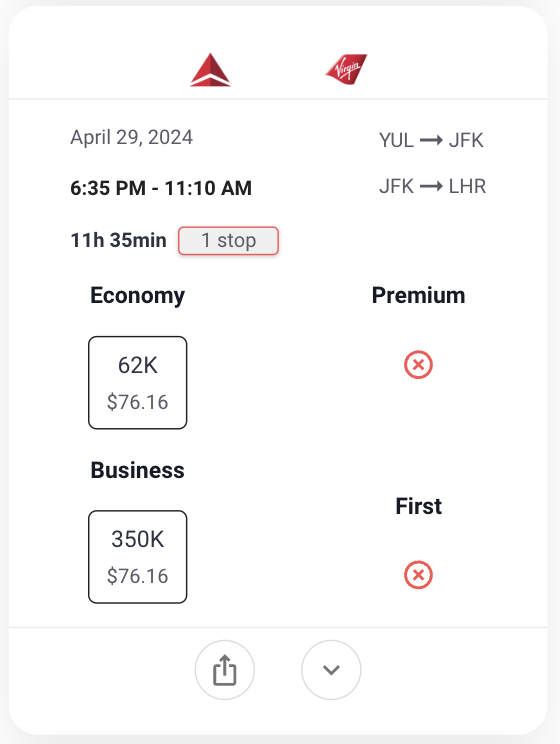 Virgin
April 29, 2024
YUL → JFK
6:35 PM - 11:10 AM
JFK → LHR
11h 35min 1 stop
Economy
Premium
62K
$76.16
Business
First
350K
$76.16